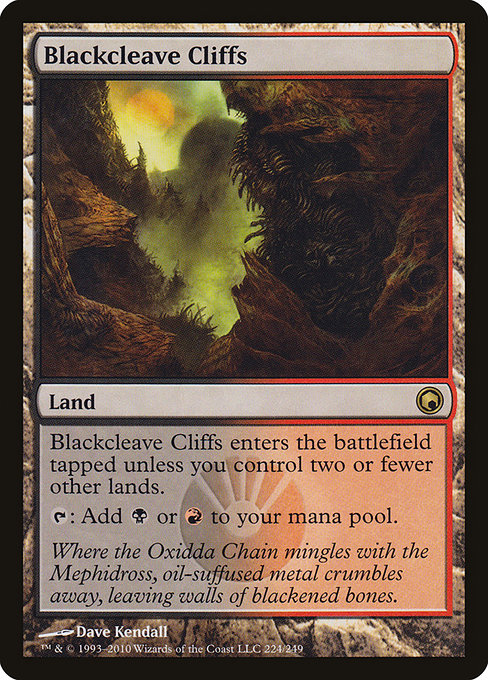 Blackcleave Cliffs
Land
Blackcleave Cliffs enters the battlefield
tapped unless you control two or fewer
other lands.
: Add or to your mana pool.
Where the Oxidda Chain mingles with the
Mephidross, oil-suffused metal crumbles
away, leaving walls of blackened bones.
Dave Kendall
™ & © 1993–2010 Wizards of the Coast LLC 224/249